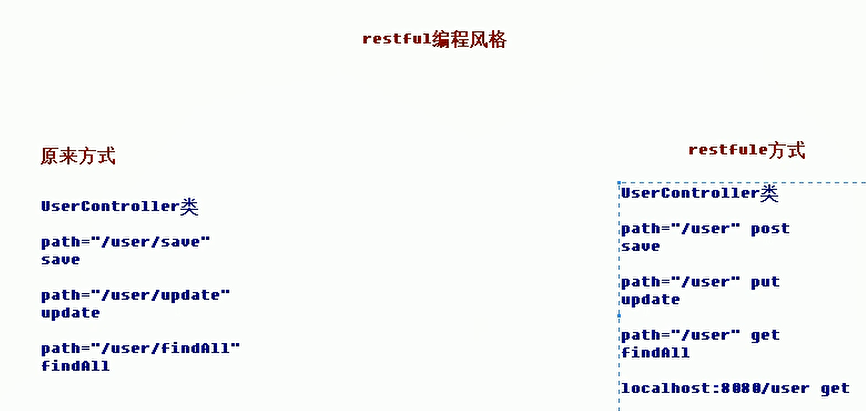 restful编程风格
原来方式
UserController类
path="/user/save"
save
path="/user/update"
update
path="/user/findAll"
findAll
restfule方式
UserController类
path="/user" post
save
path="/user" put
update
path="/user" get
findAll
localhost:8080/user get